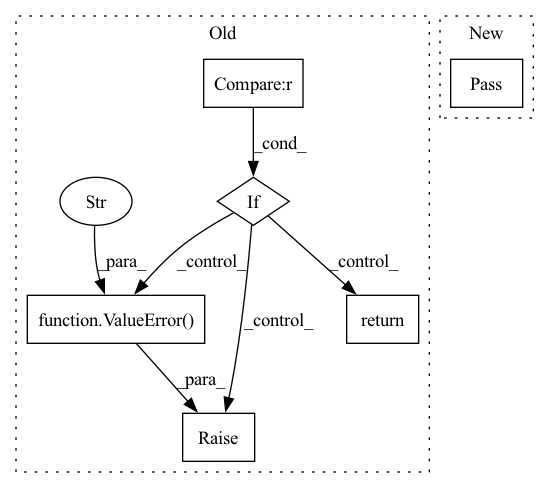 Old
New
Compare:r
Pass
_cond_
Str
If
_para_
_control_
_control_
function.ValueError()
_control_
return
_para_
Raise